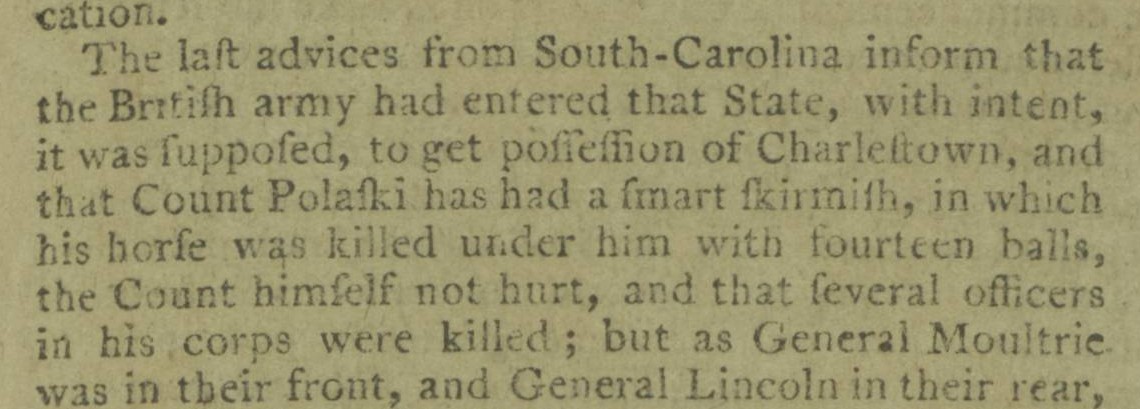 cation.
The laſt advices from South-Carolina inform that
the Britiſh army had entered that State, with intent,
it was ſuppoſed, to get poſſeſſion of Charleſtown, and
that Count Polaſki has had a ſmart ſkirmiſh, in which
his horſe was killed under him with fourteen balls,
the Count himſelf not hurt, and that ſeveral officers
in his corps were killed; but as General Moultrie
was in their front, and General Lincoln in their rear,